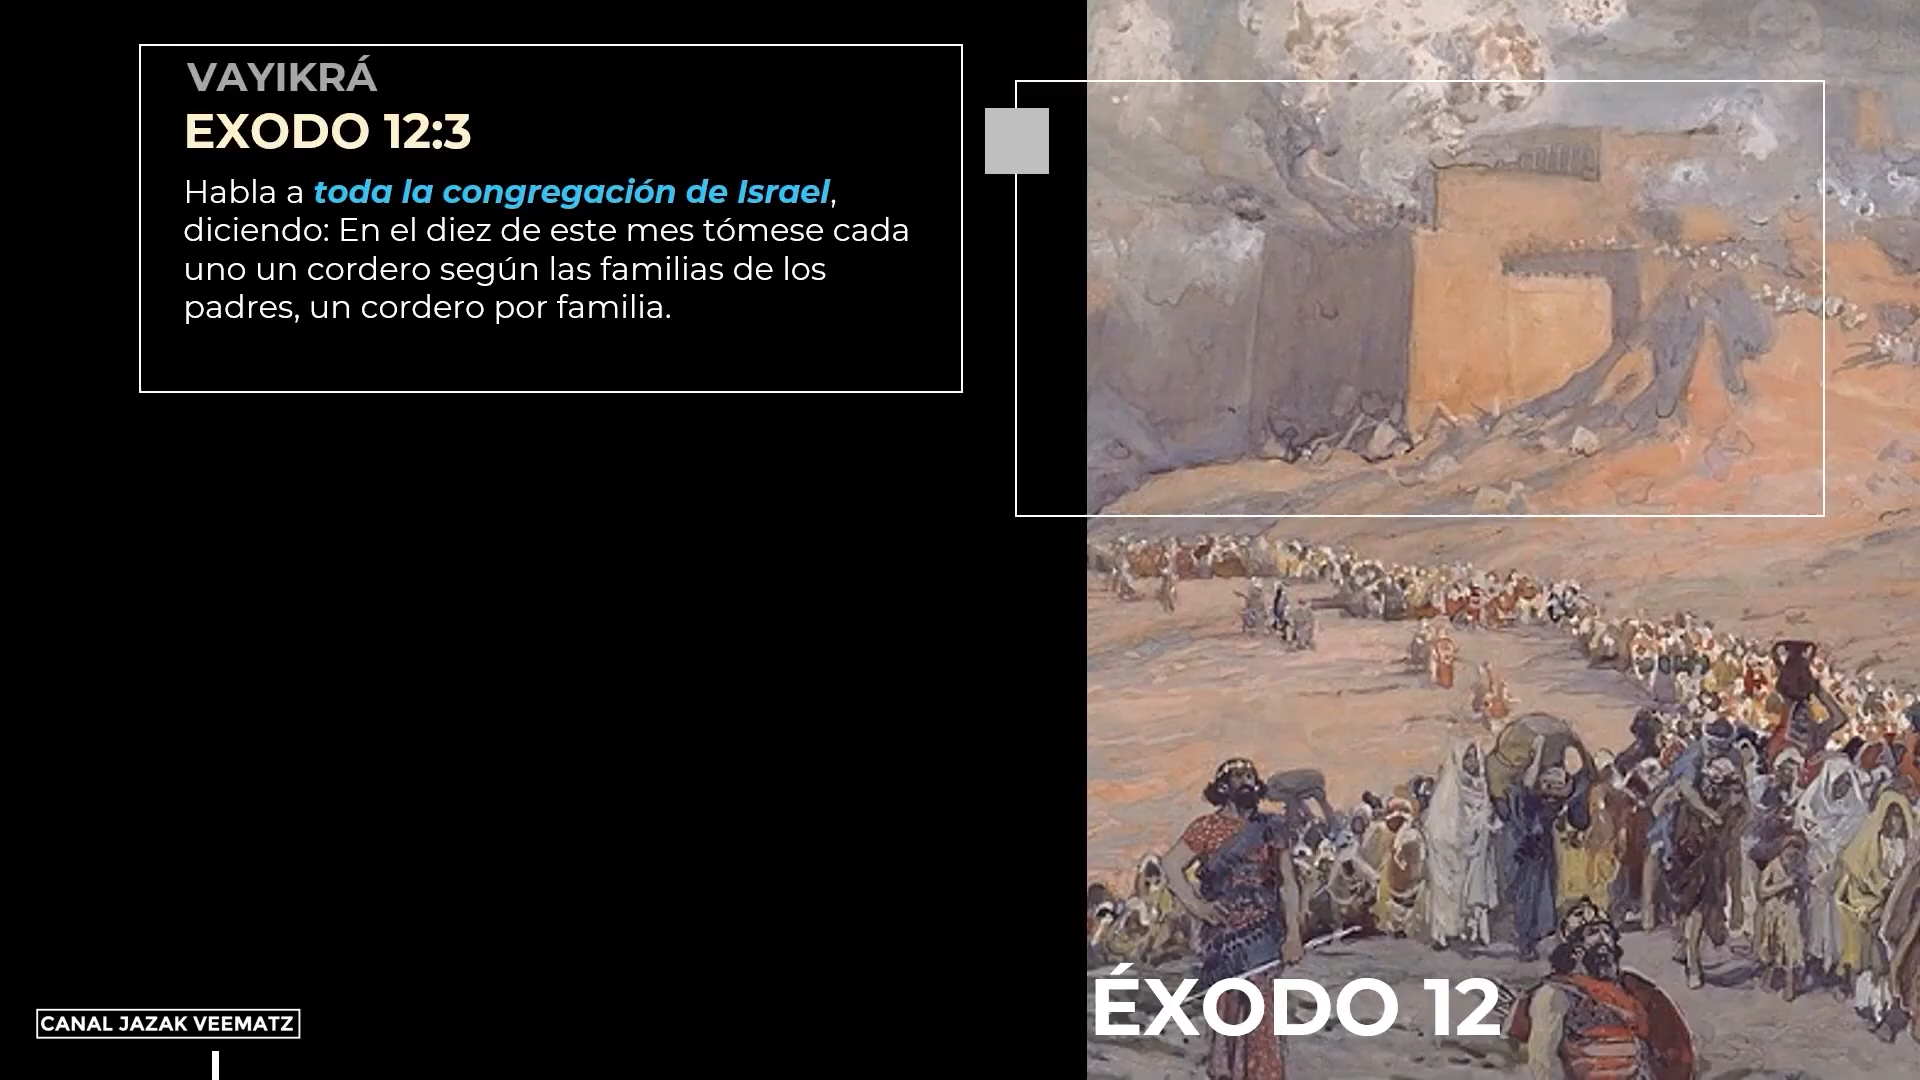 VAYIKRÁ
EXODO 12:3
Habla a toda la congregación de Israel,
diciendo: En el diez de este mes tómese cada
uno un cordero según las familias de los
padres, un cordero por familia.
ÉXODO 12
CANAL JAZAK VEEMATZ